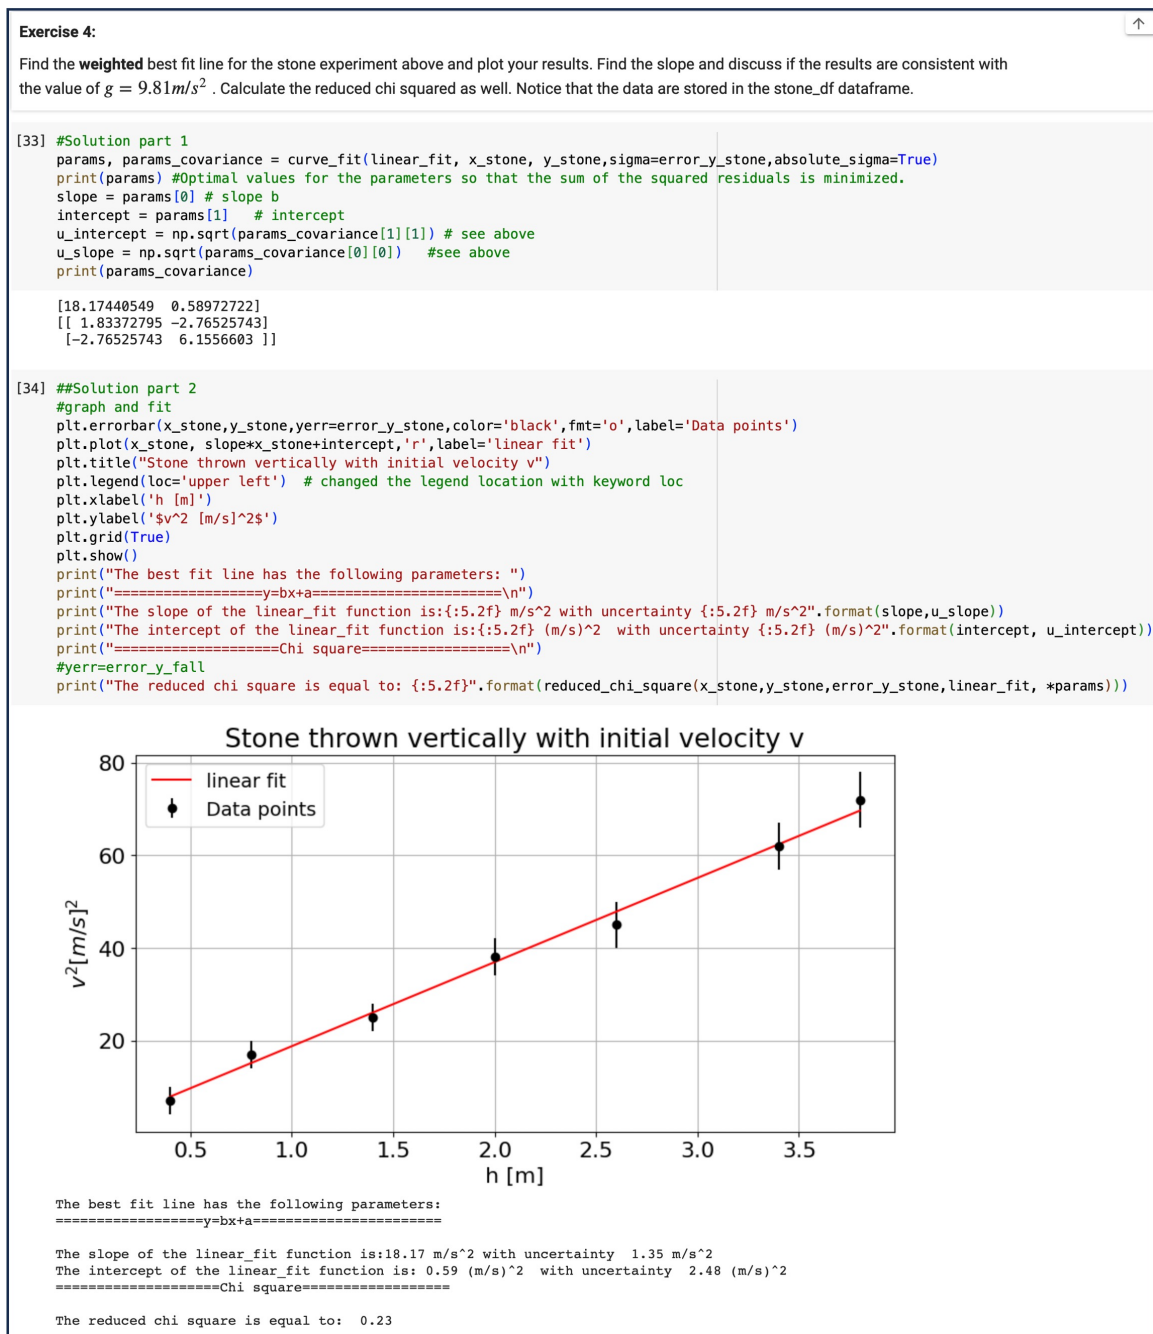 Exercise 4:
↑
Find the weighted best fit line for the stone experiment above and plot your results. Find the slope and discuss if the results are consistent with
the value of g = 9.81m/s² . Calculate the reduced chi squared as well. Notice that the data are stored in the stone_df dataframe.
[33] #Solution part 1
params, params_covariance = curve_fit(linear_fit, x_stone, y_stone,sigma=error_y_stone,absolute_sigma=True)
print(params) #Optimal values for the parameters so that the sum of the squared residuals is minimized.
slope = params[0] # slope b
intercept = params[1]   # intercept
u_intercept = np.sqrt(params_covariance[1][1]) # see above
u_slope = np.sqrt(params_covariance[0][0])   #see above
print(params_covariance)
[18.17440549  0.58972722]
[[ 1.83372795 -2.76525743]
[-2.76525743  6.1556603 ]]
[34] ##Solution part 2
#graph and fit
plt.errorbar(x_stone,y_stone,yerr=error_y_stone,color='black',fmt='o',label='Data points')
plt.plot(x_stone, slope*x_stone+intercept,'r',label='linear fit')
plt.title("Stone thrown vertically with initial velocity v")
plt.legend(loc='upper left')  # changed the legend location with keyword loc
plt.xlabel('h [m]')
plt.ylabel('$v^2 [m/s]^2$')
plt.grid(True)
plt.show()
print("The best fit line has the following parameters: ")
print("==================y=bx+a=======================\n")
print("The slope of the linear_fit function is:{:5.2f} m/s^2 with uncertainty {:5.2f} m/s^2".format(slope,u_slope))
print("The intercept of the linear_fit function is:{:5.2f} (m/s)^2  with uncertainty {:5.2f} (m/s)^2".format(intercept, u_intercept))
print("====================Chi square==================\n")
#yerr=error_y_fall
print("The reduced chi square is equal to: {:5.2f}".format(reduced_chi_square(x_stone,y_stone,error_y_stone,linear_fit, *params)))
Stone thrown vertically with initial velocity v
linear fit
Data points
80
60
40
20
v²[m/s]²
0.5 1.0 1.5 2.0 2.5 3.0 3.5
h [m]
The best fit line has the following parameters:
==================y=bx+a=======================
The slope of the linear_fit function is:18.17 m/s^2 with uncertainty  1.35 m/s^2
The intercept of the linear_fit function is: 0.59 (m/s)^2  with uncertainty  2.48 (m/s)^2
====================Chi square==================
The reduced chi square is equal to:  0.23